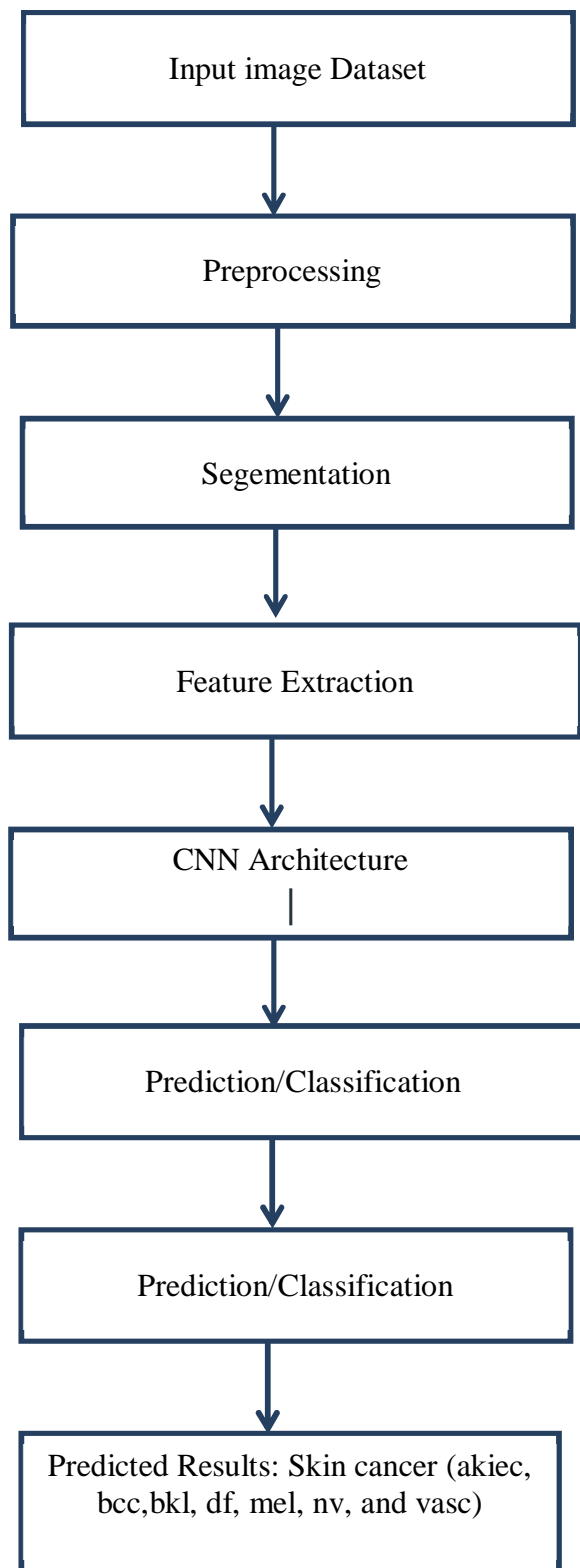 Input image Dataset
Preprocessing
Segementation
Feature Extraction
CNN Architecture
Prediction/Classification
Prediction/Classification
Predicted Results: Skin cancer (akiec,
bcc,bkl, df, mel, nv, and vasc)